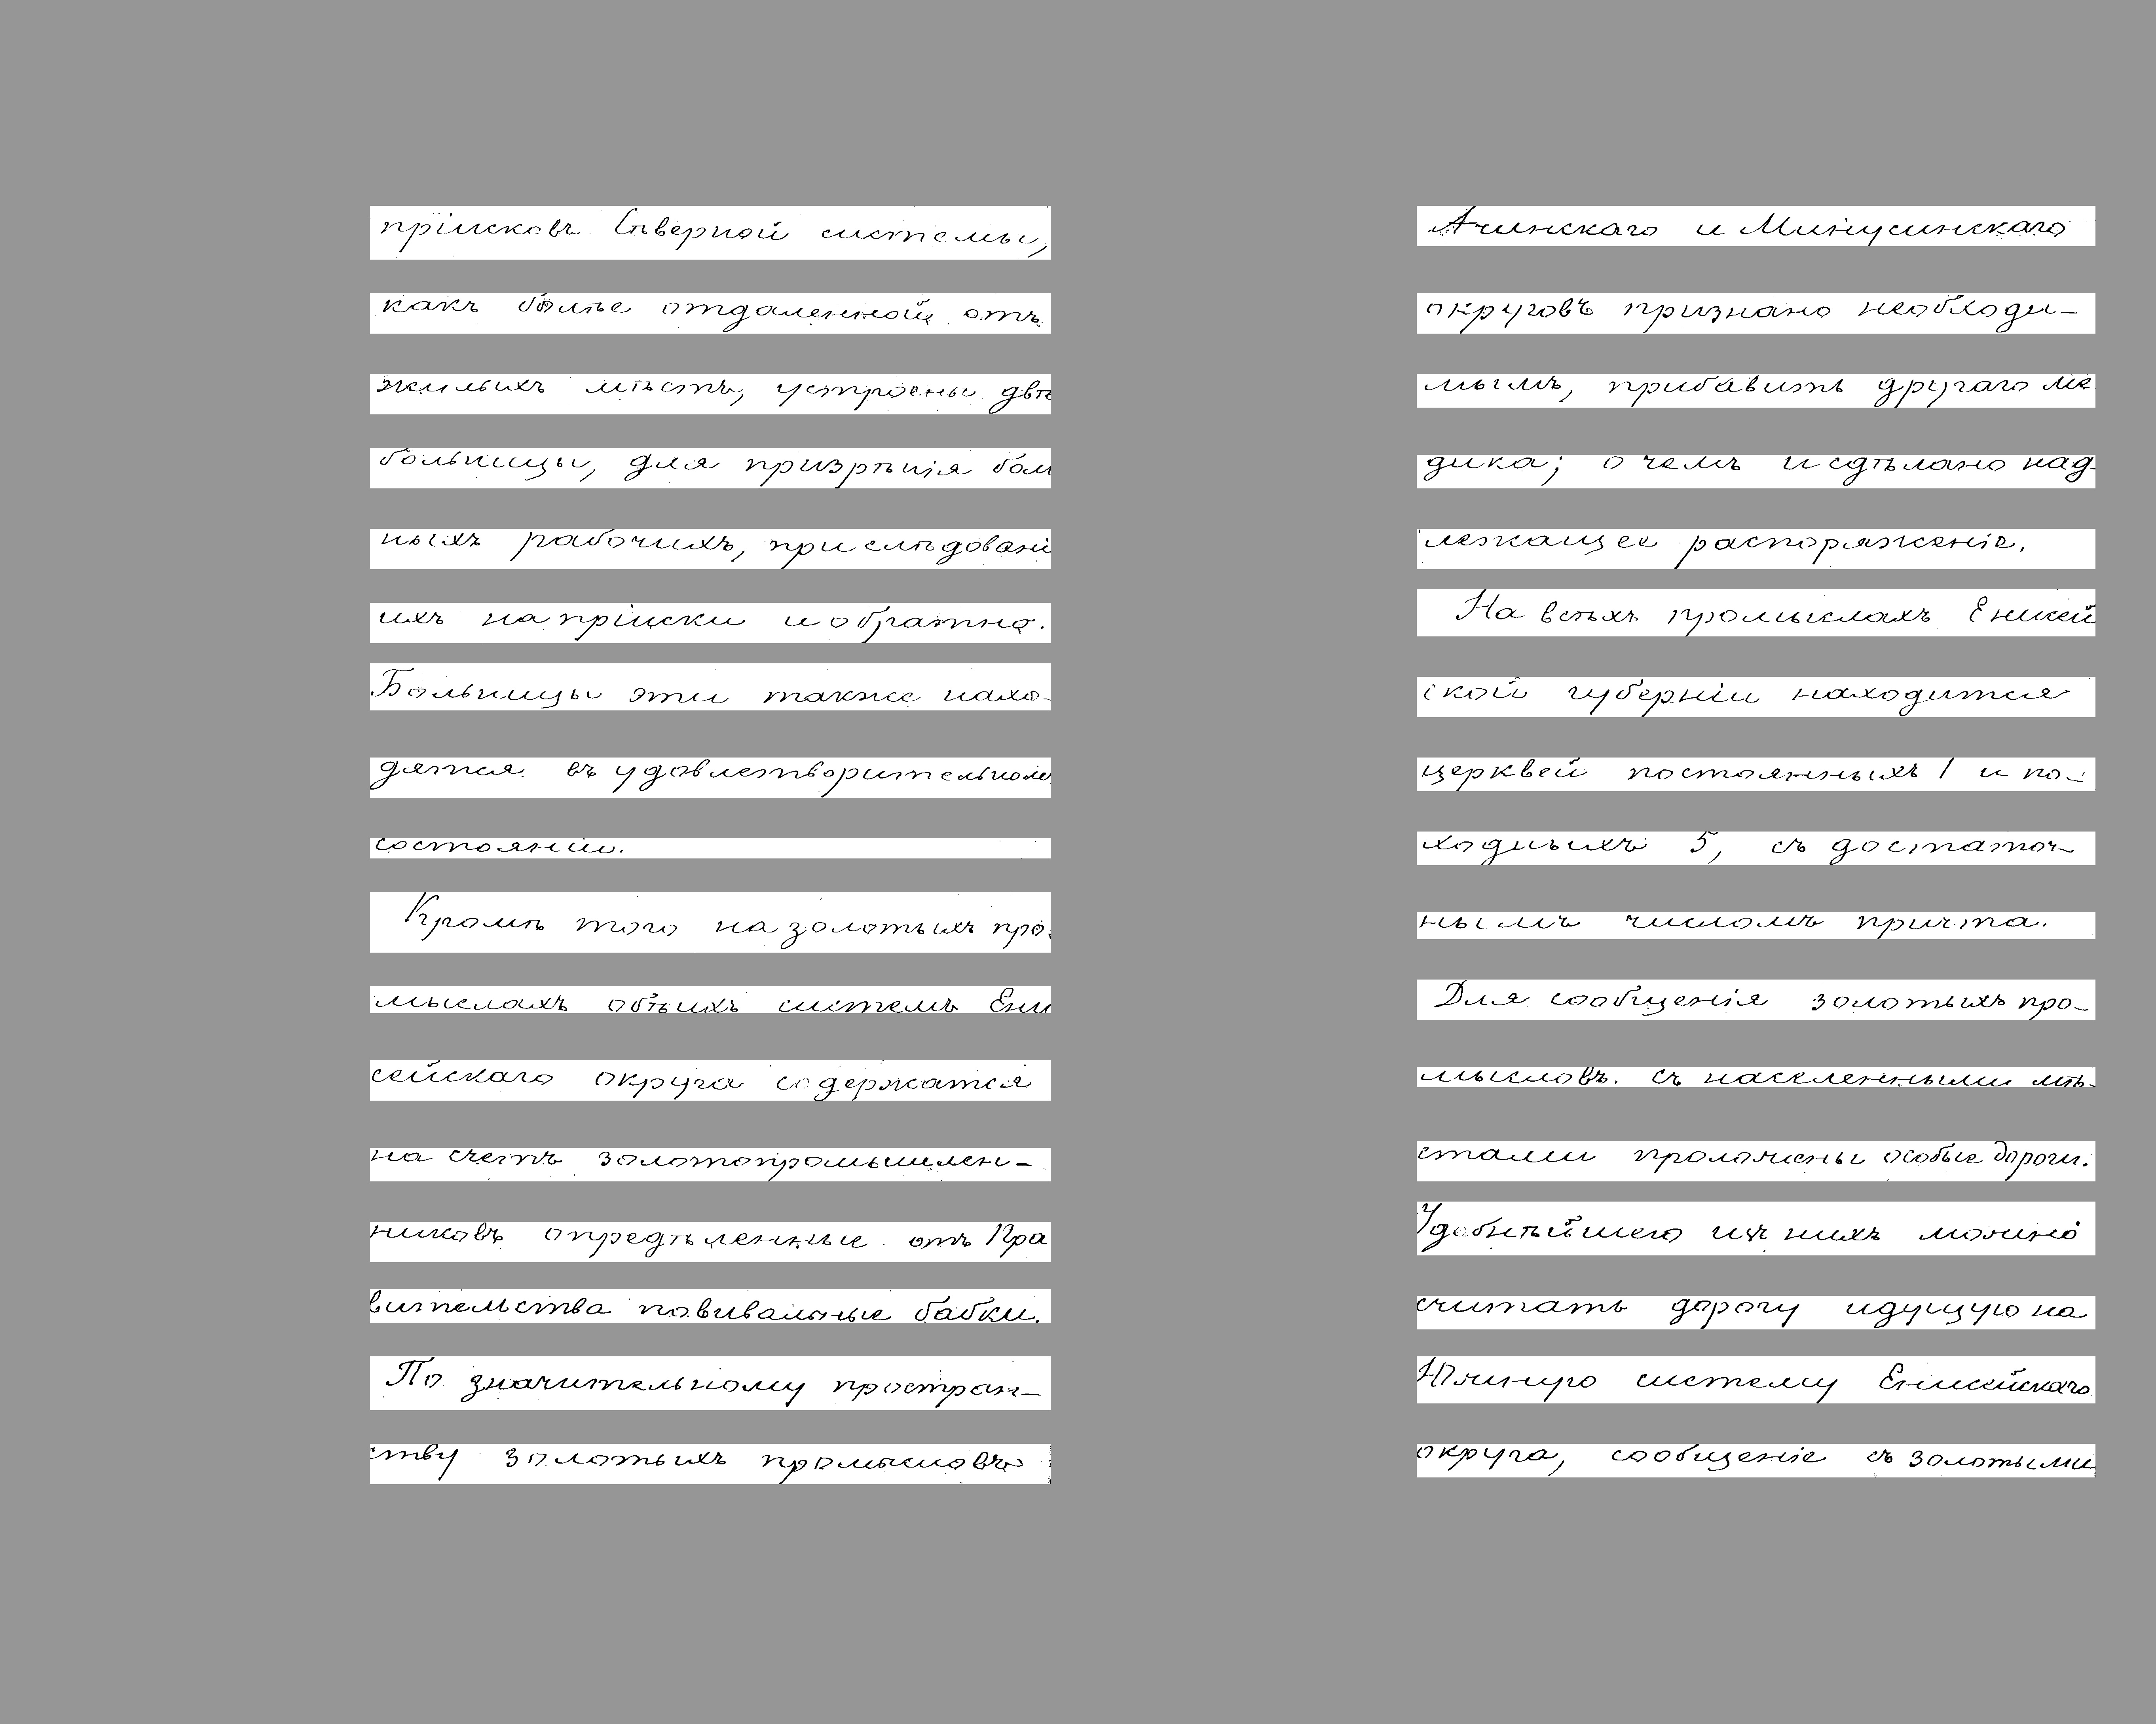 пріисковъ Сѣверной системы,
какъ болѣе отдаленной отъ
жилыхъ мѣстъ, устроены двѣ
больницы, для призрѣнія бол
ныхъ рабочихъ, при слѣдовані
ихъ на пріиски и обратно.
Больницы эти также нахо-
дятся въ удовлетворительном
состояніи.
Кромѣ того на золотыхъ про-
мыслахъ обѣихъ системъ Ени
сейскаго округа содержатся
на счетъ золотопромышлен-
никовъ опредѣленные отъ Пра
вительства повивальные бабки.
По значительному простран-
ству золотыхъ промысловъ
Ачинскаго и Минусинскаго
округовъ признано необходи-
мымъ, прибавить другаго ме
дика; о чемъ и сдѣлано над-
лежащее распоряженіе.
На всѣхъ промыслахъ Енисей
ской губерніи находится
церквей постоянныхъ 1 и по-
ходныхъ 5, съ достаточ-
нымъ числомъ причта.
Для сообщенія золотыхъ про-
мысловъ съ населенными мѣ-
стами проложены особые дороги.
Удобнѣйшею изъ нихъ можно
считать дорогу идущую на
Южную систему Енисейскаго
округа, сообщеніе съ золотыми